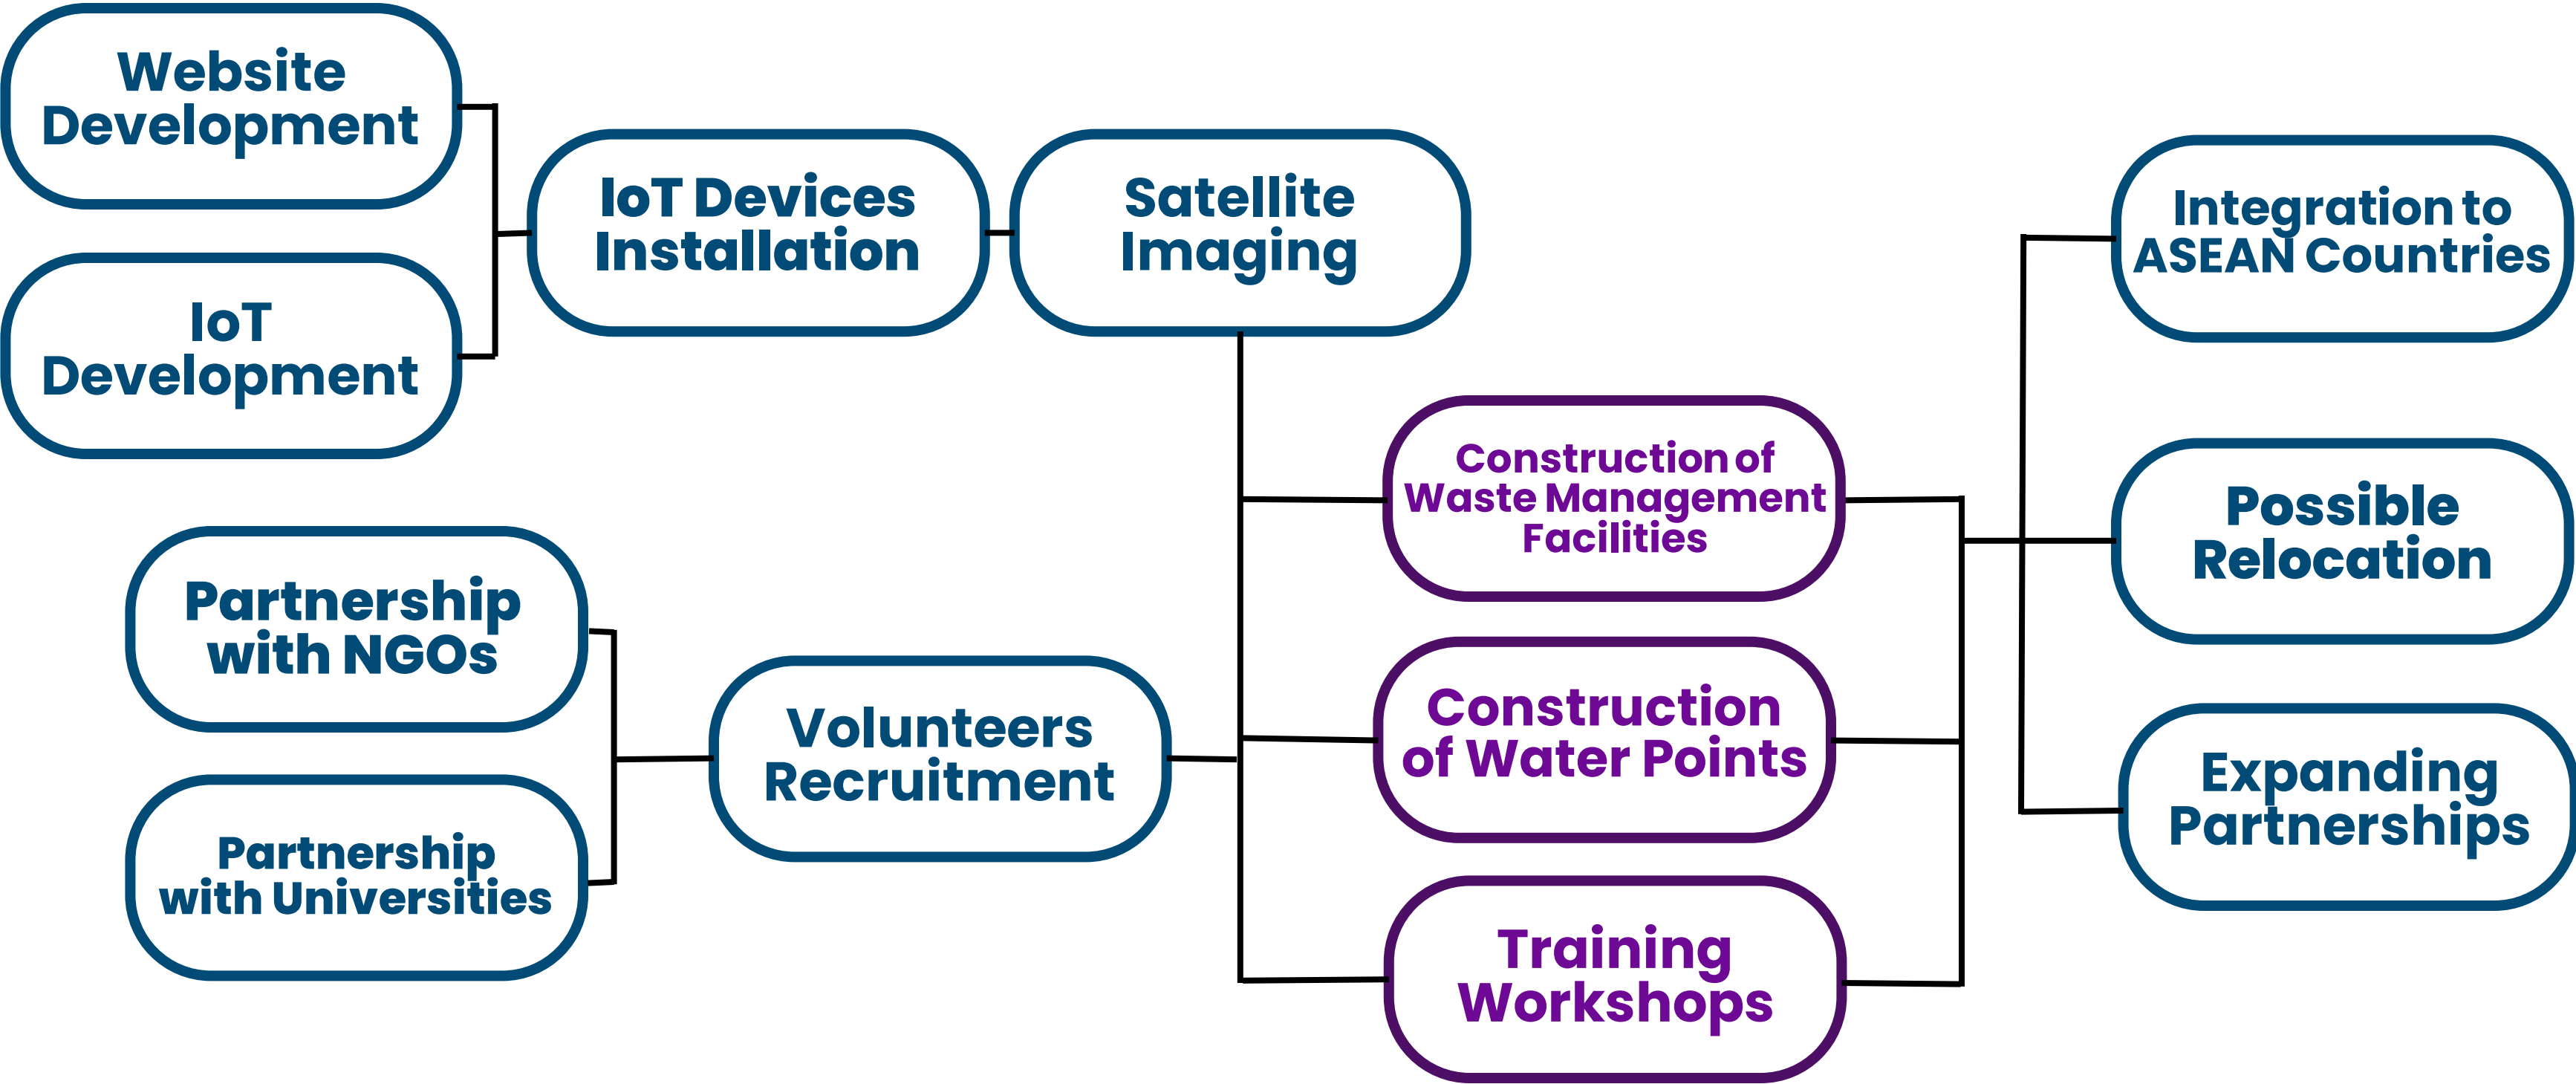 Website
Development
IoT
Development
IoT Devices
Installation
Satellite
Imaging
Partnership
with NGOs
Partnership
with Universities
Volunteers
Recruitment
Construction of
Waste Management
Facilities
Construction
of Water Points
Training
Workshops
Integration to
ASEAN Countries
Possible
Relocation
Expanding
Partnerships